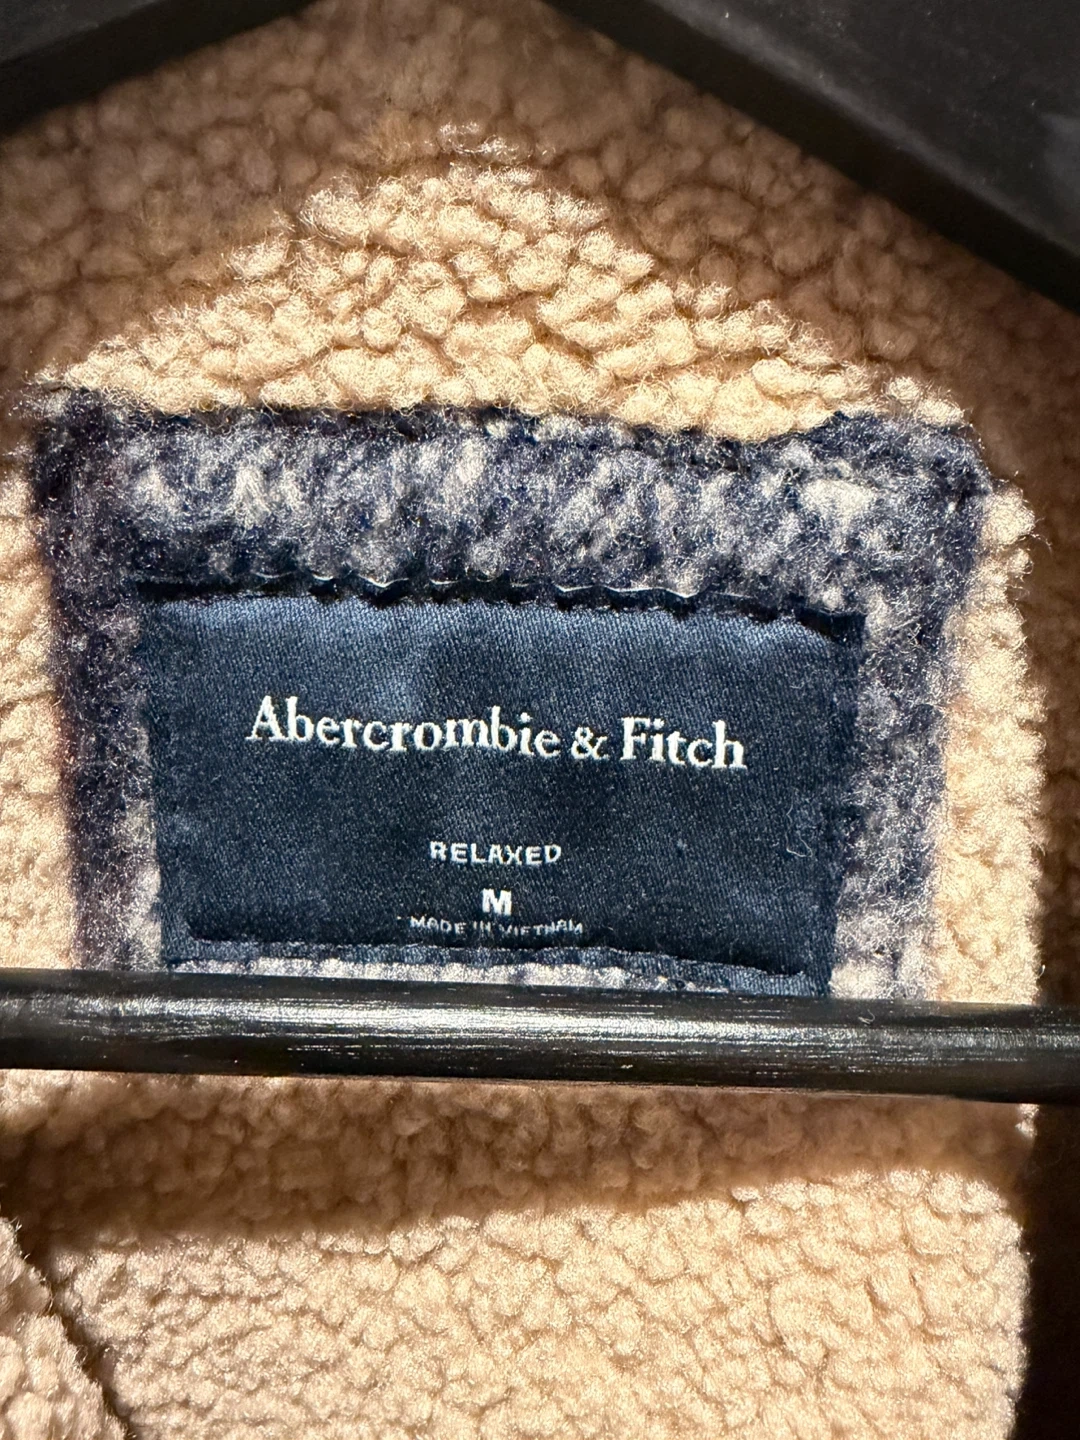 Abercrombie & Fitch
RELAXED
M
MADE IN VIETNAM